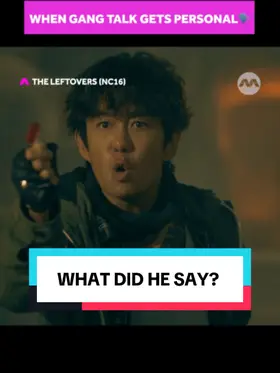 WHEN GANG TALK GETS PERSONAL
THE LEFTOVERS (NC16)
WHAT DID HE SAY?